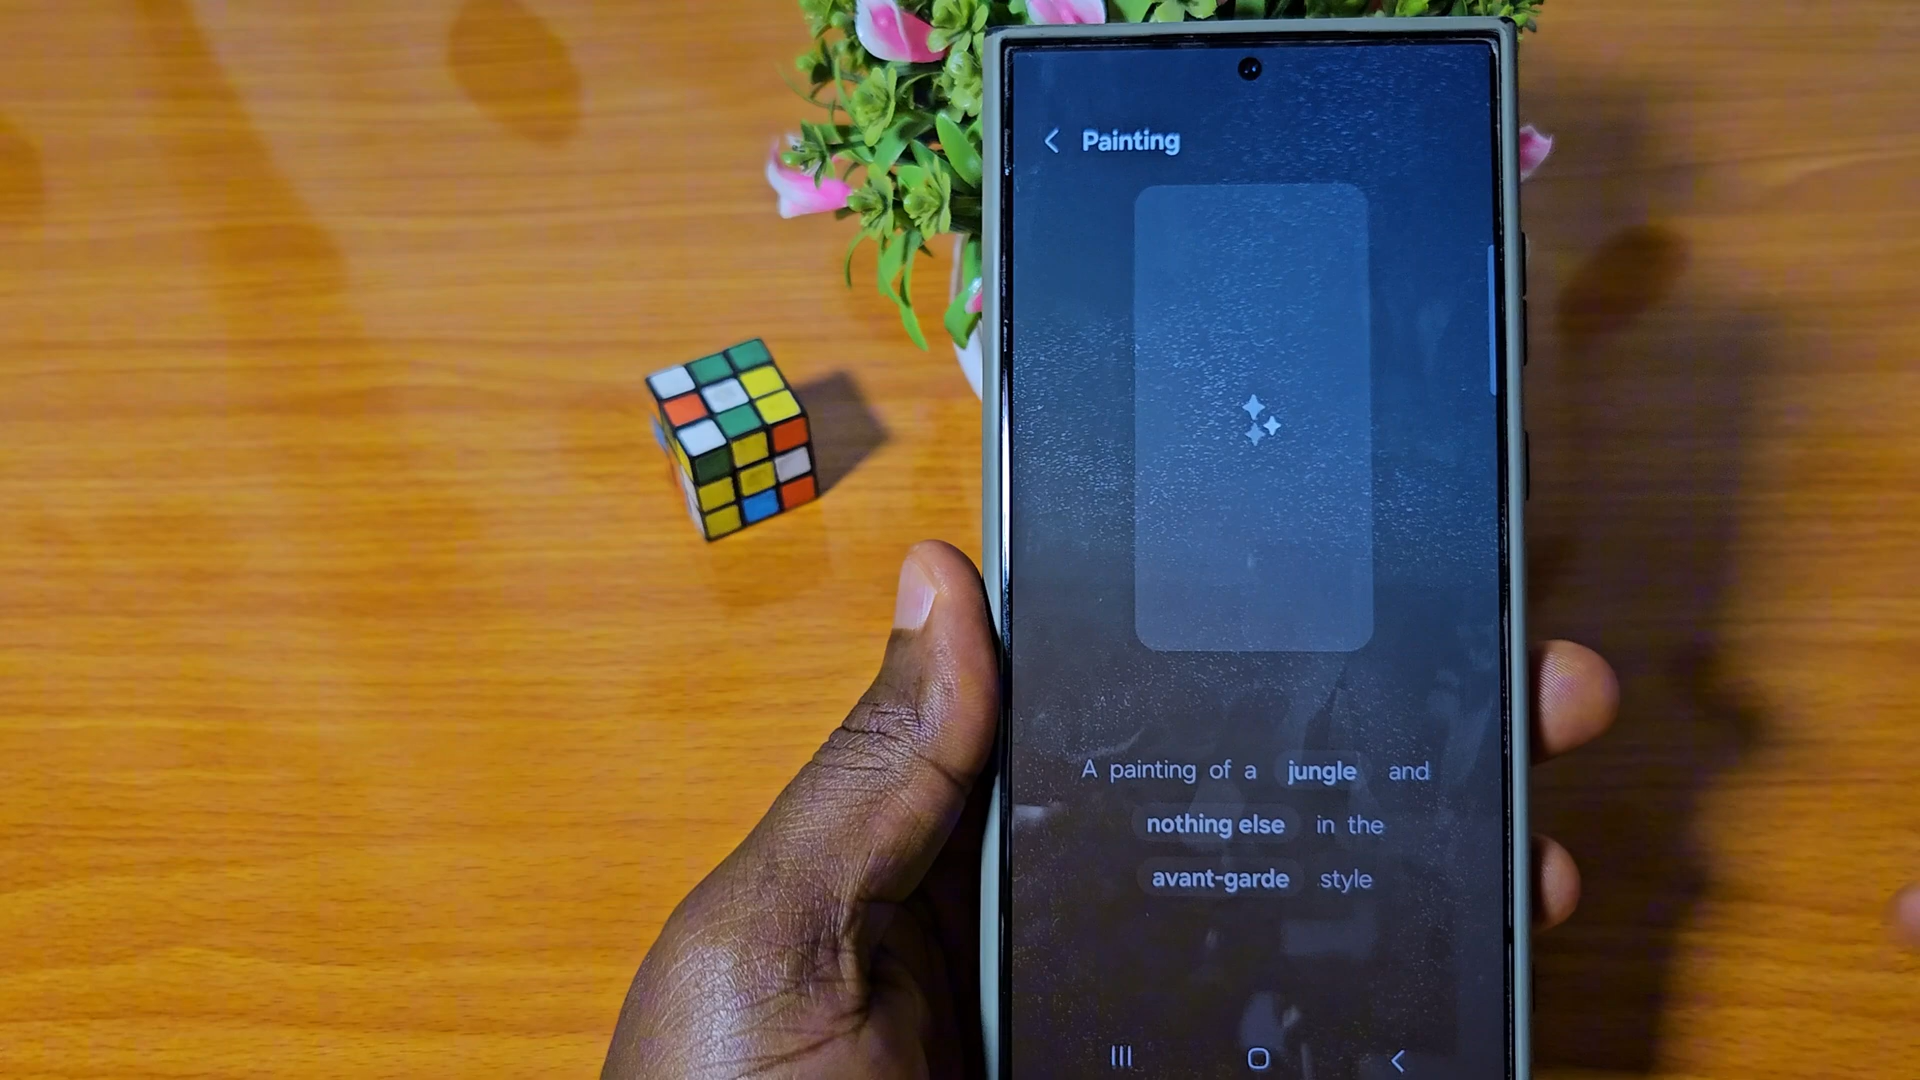 Painting
A painting of a jungle and
nothing else in the
avant-garde style